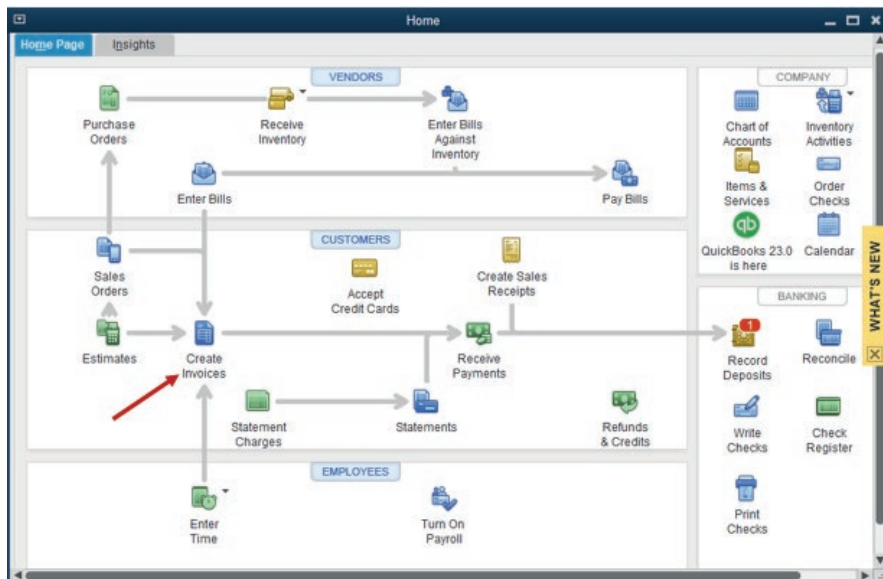 Home
Home Page
Insights
VENDORS
Purchase
Orders
Receive
Inventory
Enter Bills
Against
Inventory
Enter Bills
Pay Bills
CUSTOMERS
Sales
Orders
Accept
Credit Cards
Create Sales
Receipts
Estimates
Create
Invoices
Receive
Payments
Statement
Charges
Statements
Refunds
& Credits
EMPLOYEES
Enter
Time
Turn On
Payroll
COMPANY
Chart of
Accounts
Inventory
Activities
Items &
Services
Order
Checks
qb
QuickBooks 23.0
is here
Calendar
BANKING
1
Record
Deposits
Reconcile
Write
Checks
Check
Register
Print
Checks
WHAT'S NEW